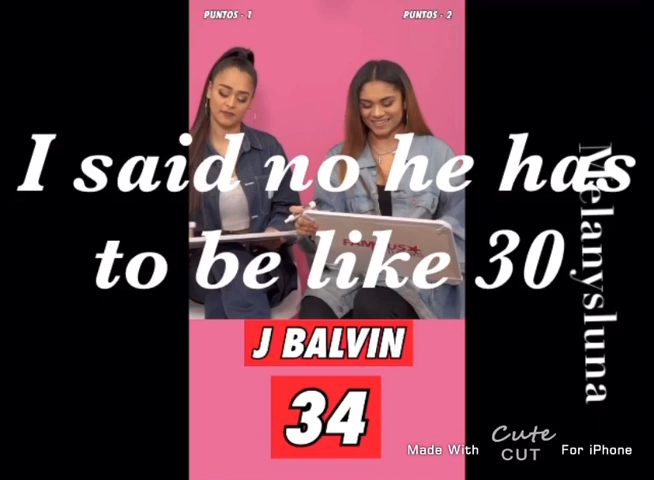 PUNTOS - 1
PUNTOS - 2
I said no he has
to be like 30
Melanysluna
FAMOUS
J BALVIN
34
Made With Cute CUT For iPhone